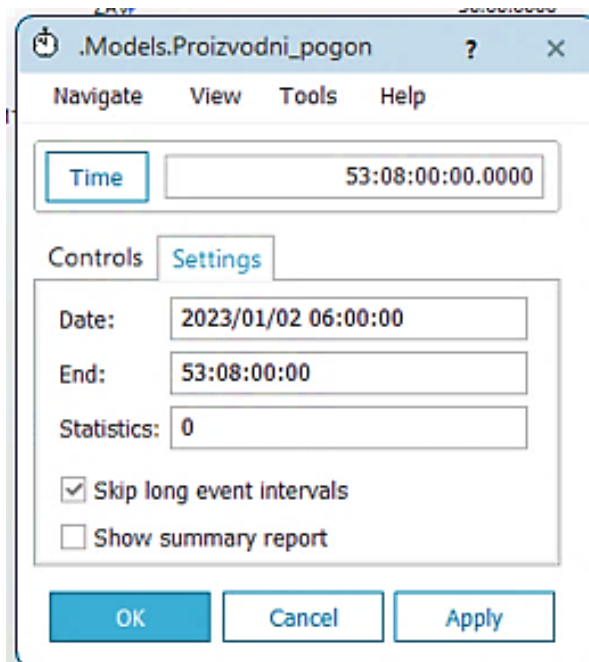 .Models.Proizvodni_pogon ?
Navigate View Tools Help
Time 53:08:00:00.0000
Controls Settings
Date: 2023/01/02 06:00:00
End: 53:08:00:00
Statistics: 0
Skip long event intervals
Show summary report
OK Cancel Apply